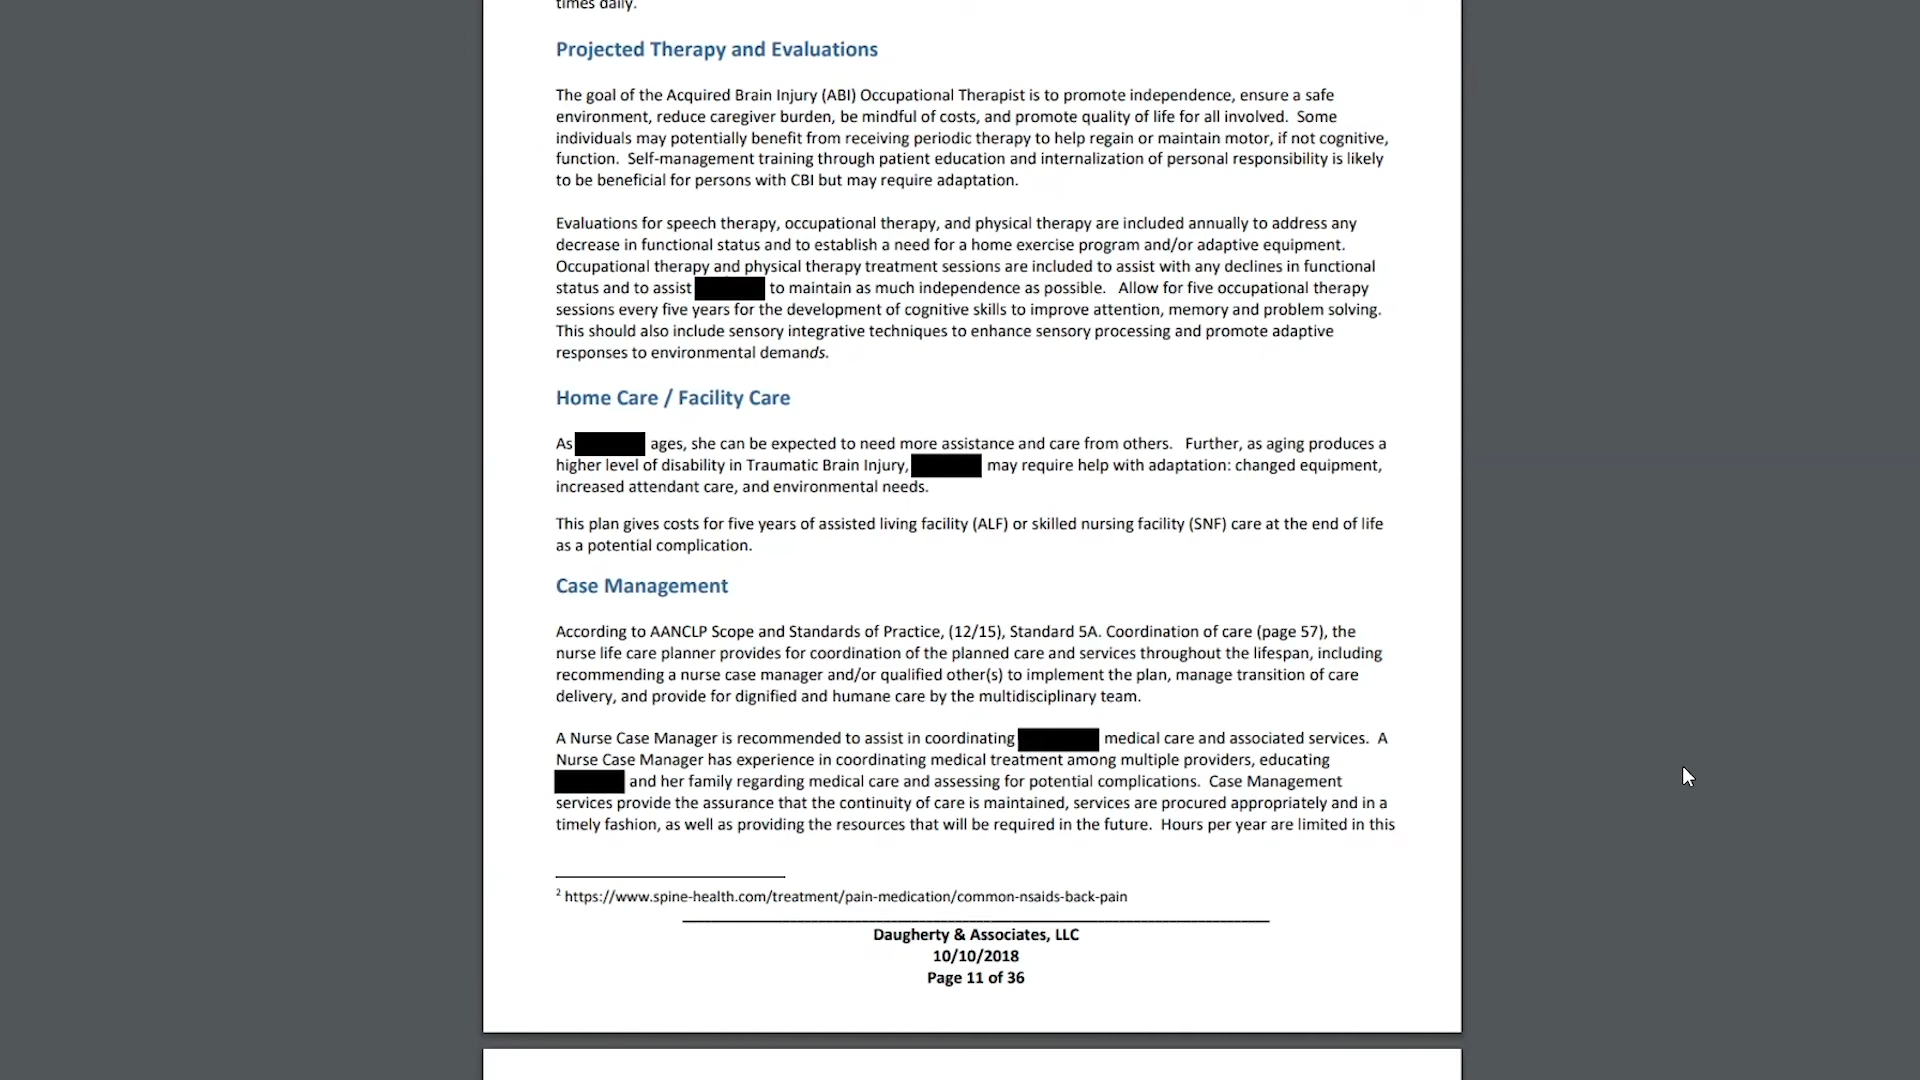 times daily.
Projected Therapy and Evaluations
The goal of the Acquired Brain Injury (ABI) Occupational Therapist is to promote independence, ensure a safe
environment, reduce caregiver burden, be mindful of costs, and promote quality of life for all involved.  Some
individuals may potentially benefit from receiving periodic therapy to help regain or maintain motor, if not cognitive,
function.  Self-management training through patient education and internalization of personal responsibility is likely
to be beneficial for persons with CBI but may require adaptation.
Evaluations for speech therapy, occupational therapy, and physical therapy are included annually to address any
decrease in functional status and to establish a need for a home exercise program and/or adaptive equipment.
Occupational therapy and physical therapy treatment sessions are included to assist with any declines in functional
status and to assist to maintain as much independence as possible.   Allow for five occupational therapy
sessions every five years for the development of cognitive skills to improve attention, memory and problem solving.
This should also include sensory integrative techniques to enhance sensory processing and promote adaptive
responses to environmental demands.
Home Care / Facility Care
As ages, she can be expected to need more assistance and care from others.   Further, as aging produces a
higher level of disability in Traumatic Brain Injury, may require help with adaptation: changed equipment,
increased attendant care, and environmental needs.
This plan gives costs for five years of assisted living facility (ALF) or skilled nursing facility (SNF) care at the end of life
as a potential complication.
Case Management
According to AANCLP Scope and Standards of Practice, (12/15), Standard 5A. Coordination of care (page 57), the
nurse life care planner provides for coordination of the planned care and services throughout the lifespan, including
recommending a nurse case manager and/or qualified other(s) to implement the plan, manage transition of care
delivery, and provide for dignified and humane care by the multidisciplinary team.
A Nurse Case Manager is recommended to assist in coordinating medical care and associated services.  A
Nurse Case Manager has experience in coordinating medical treatment among multiple providers, educating
and her family regarding medical care and assessing for potential complications.  Case Management
services provide the assurance that the continuity of care is maintained, services are procured appropriately and in a
timely fashion, as well as providing the resources that will be required in the future.  Hours per year are limited in this
2 https://www.spine-health.com/treatment/pain-medication/common-nsaids-back-pain
Daugherty & Associates, LLC
10/10/2018
Page 11 of 36